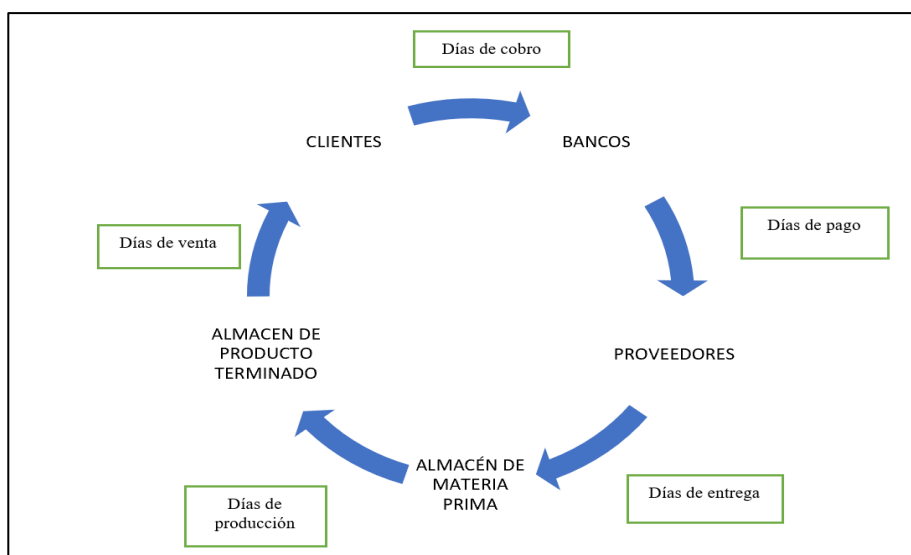 Días de cobro
CLIENTES
BANCOS
Días de venta
Días de pago
ALMACEN DE
PRODUCTO
TERMINADO
PROVEEDORES
ALMACÉN DE
MATERIA
PRIMA
Días de
producción
Días de entrega